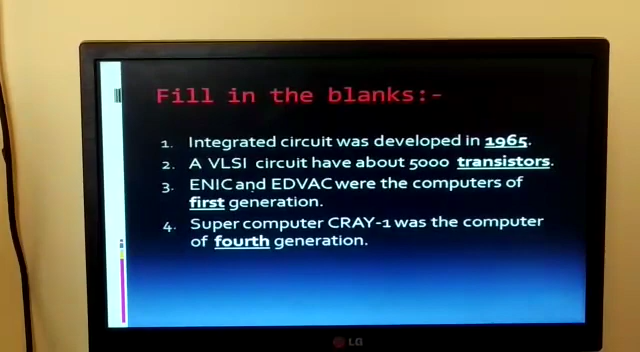 Fill in the blanks:-
1. Integrated circuit was developed in 1965.
2. A VLSI circuit have about 5000 transistors.
3. ENIC and EDVAC were the computers of
first generation.
4. Super computer CRAY-1 was the computer
of fourth generation.
LG